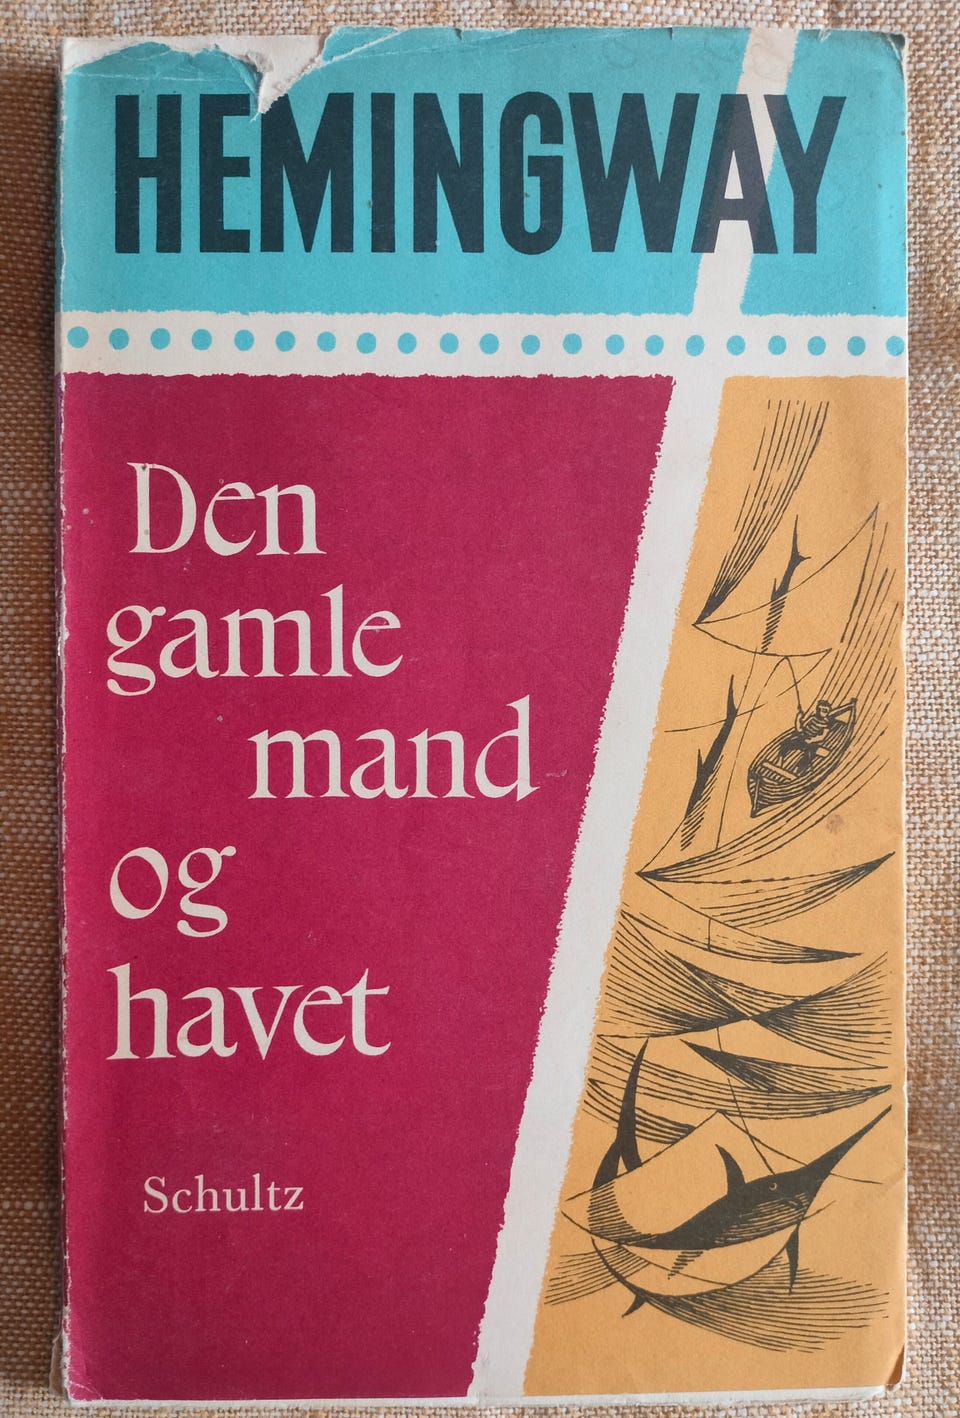 HEMINGWAY
Den
gamle
mand
og
havet
Schultz